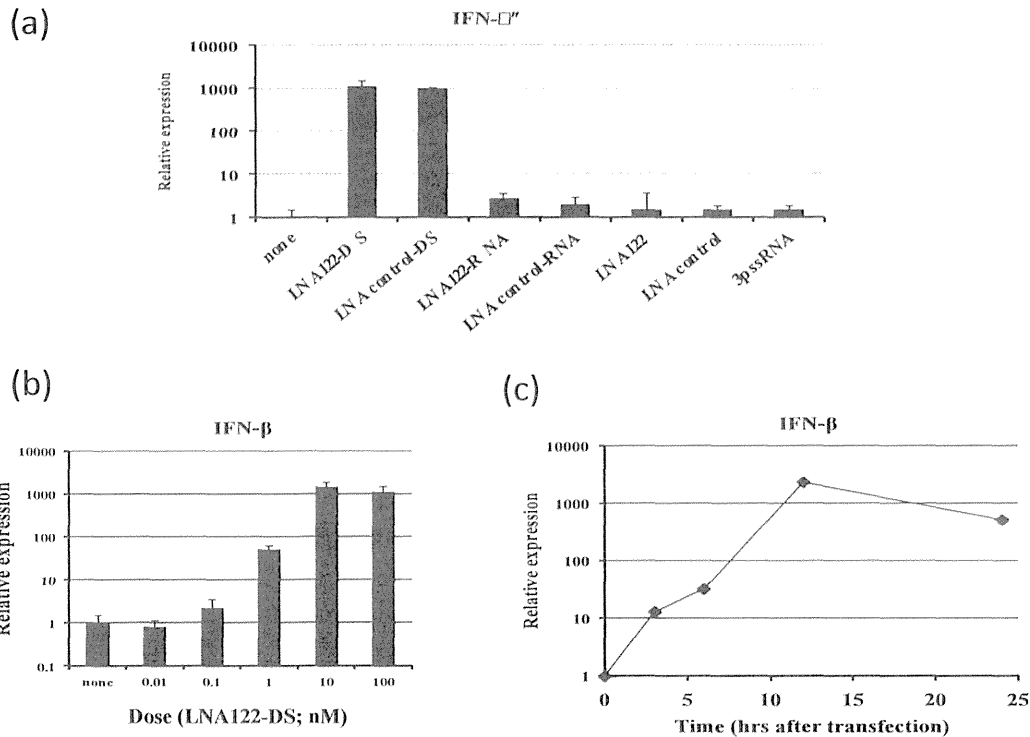 (a)
IFN-□″
10000
1000
100
10
1
Relative expression
none
LNA122-D S
LNA control-DS
LNA122-R NA
LNA control-RNA
LNA122
LNA control
3p ssRNA
(b)
IFN-β
10000
1000
100
10
1
0.1
Relative expression
none
0.01
0.1
1
10
100
Dose (LNA122-DS; nM)
(c)
IFN-β
10000
1000
100
10
1
Relative expression
0
5
10
15
20
25
Time (hrs after transfection)